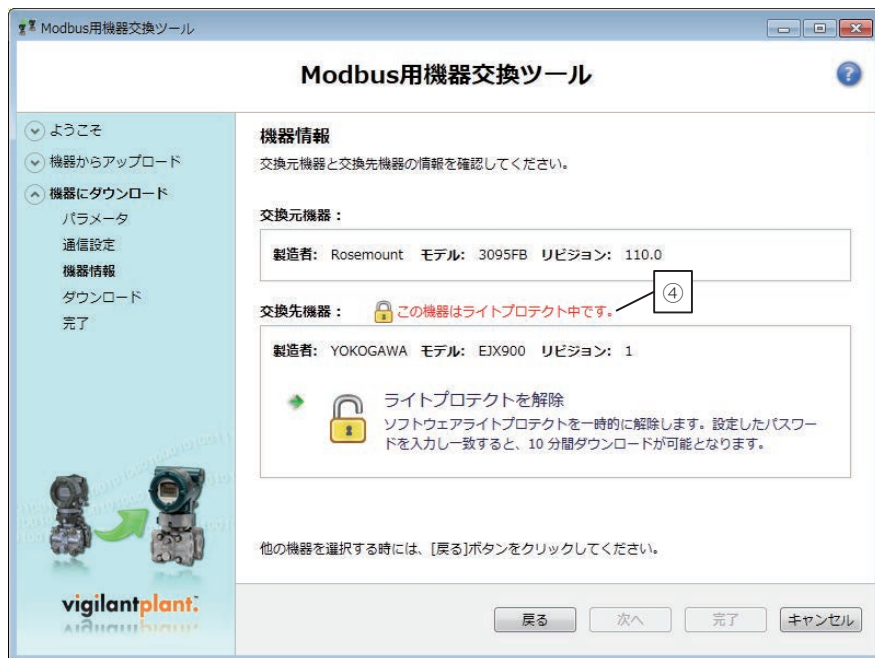 Modbus用機器交換ツール
Modbus用機器交換ツール
?
ようこそ
機器からアップロード
機器にダウンロード
パラメータ
通信設定
機器情報
ダウンロード
完了
機器情報
交換元機器と交換先機器の情報を確認してください。
交換元機器：
製造者: Rosemount モデル: 3095FB リビジョン: 110.0
④
交換先機器： この機器はライトプロテクト中です。
製造者: YOKOGAWA モデル: EJX900 リビジョン: 1
ライトプロテクトを解除
ソフトウェアライトプロテクトを一時的に解除します。設定したパスワー
ドを入力し一致すると、10 分間ダウンロードが可能となります。
他の機器を選択する時には、[戻る]ボタンをクリックしてください。
vigilantplant.
戻る 次へ 完了 キャンセル